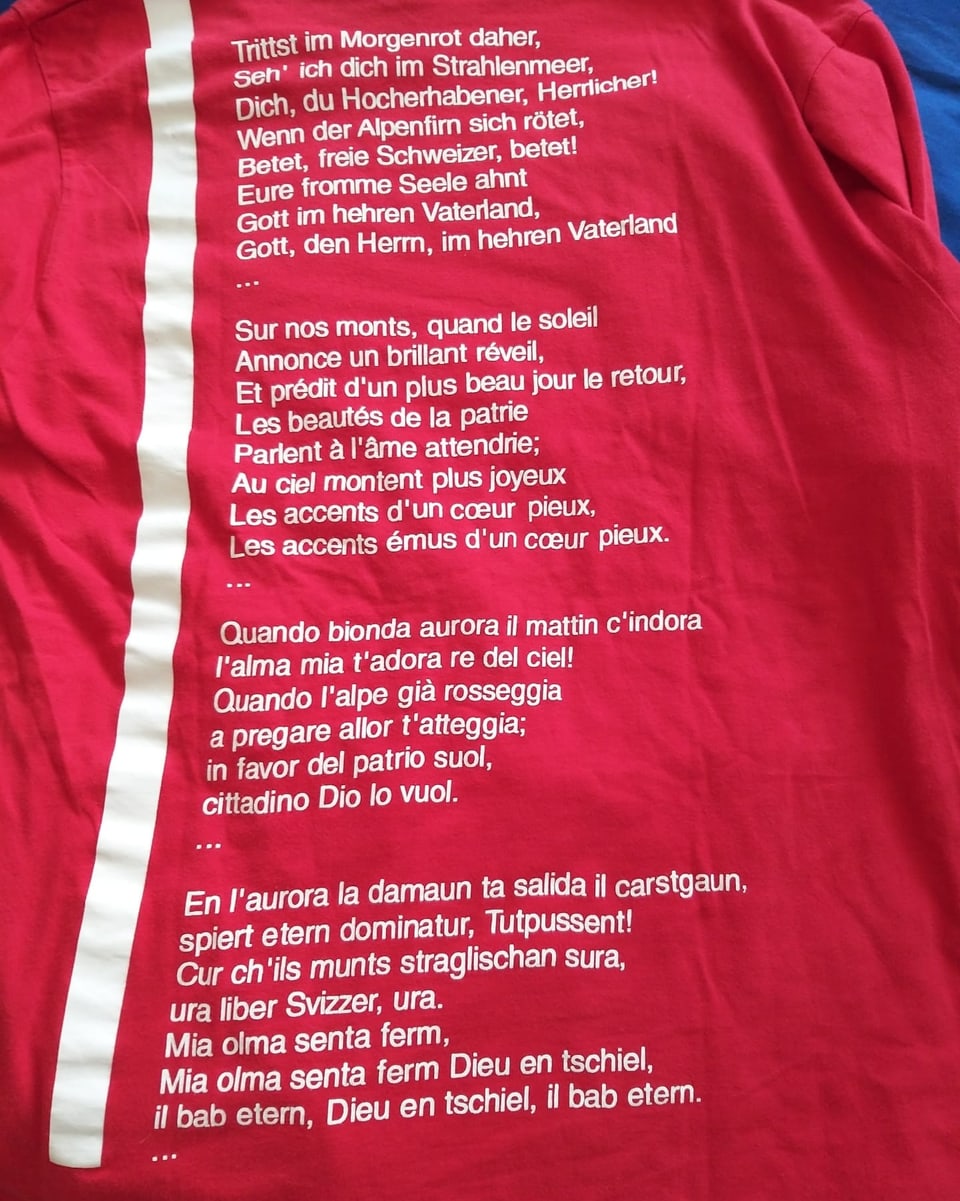 Trittst im Morgenrot daher,
Seh' ich dich im Strahlenmeer,
Dich, du Hocherhabener, Herrlicher!
Wenn der Alpenfirn sich rötet,
Betet, freie Schweizer, betet!
Eure fromme Seele ahnt
Gott im hehren Vaterland,
Gott, den Herrn, im hehren Vaterland
...
Sur nos monts, quand le soleil
Annonce un brillant réveil,
Et prédit d'un plus beau jour le retour,
Les beautés de la patrie
Parlent à l'âme attendrie;
Au ciel montent plus joyeux
Les accents d'un cœur pieux,
Les accents émus d'un cœur pieux.
...
Quando bionda aurora il mattin c'indora
l'alma mia t'adora re del ciel!
Quando l'alpe già rosseggia
a pregare allor t'atteggia;
in favor del patrio suol,
cittadino Dio lo vuol.
...
En l'aurora la damaun ta salida il carstgaun,
spiert etern dominatur, Tutpussent!
Cur ch'ils munts straglischan sura,
ura liber Svizzer, ura.
Mia olma senta ferm,
Mia olma senta ferm Dieu en tschiel,
il bab etern, Dieu en tschiel, il bab etern.
...